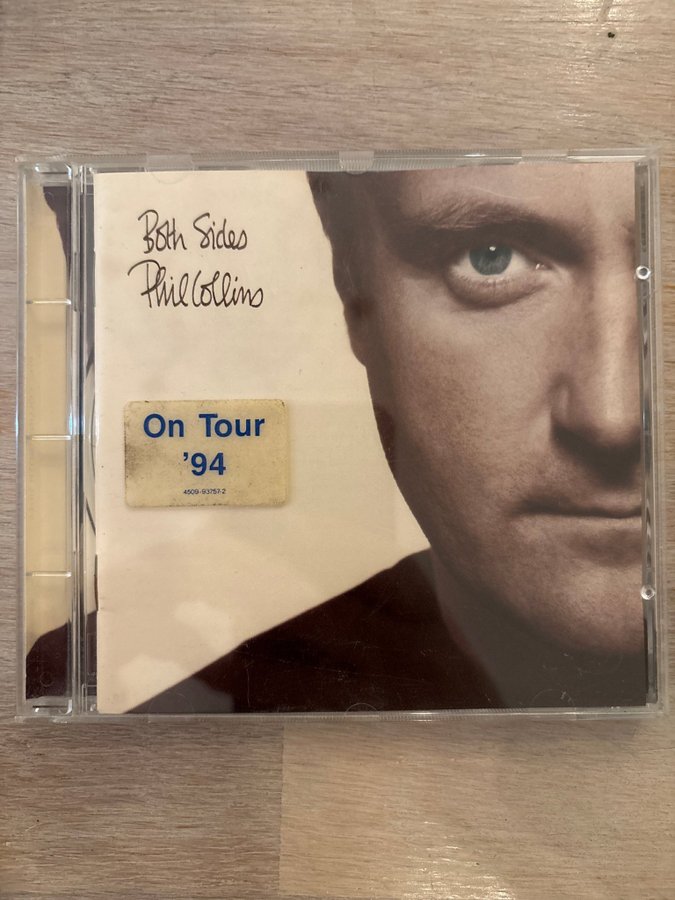 Both Sides
Phil Collins
On Tour
'94
4509-93757-2